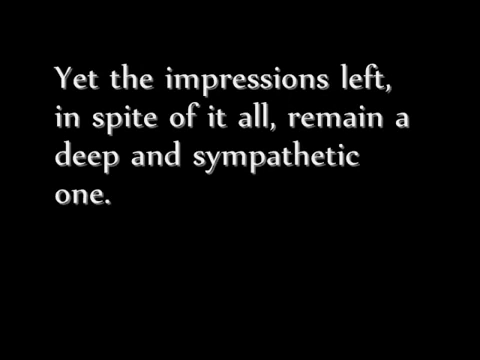 Yet the impressions left,
in spite of it all, remain a
deep and sympathetic
one.